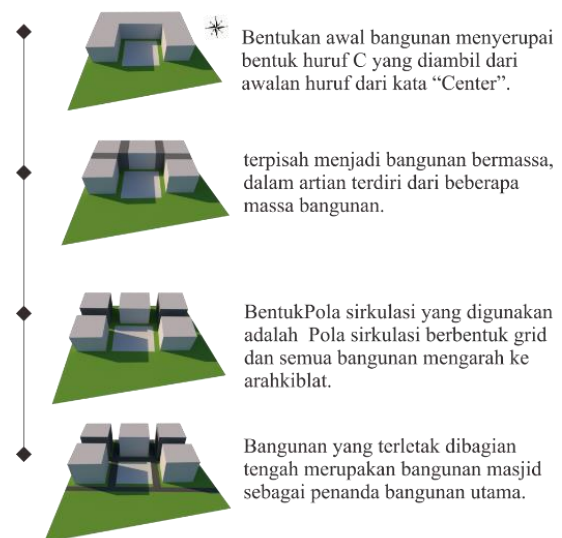 Bentukan awal bangunan menyerupai
bentuk huruf C yang diambil dari
awalan huruf dari kata “Center”.
terpisah menjadi bangunan bermassa,
dalam artian terdiri dari beberapa
massa bangunan.
BentukPola sirkulasi yang digunakan
adalah Pola sirkulasi berbentuk grid
dan semua bangunan mengarah ke
arahkiblat.
Bangunan yang terletak dibagian
tengah merupakan bangunan masjid
sebagai penanda bangunan utama.